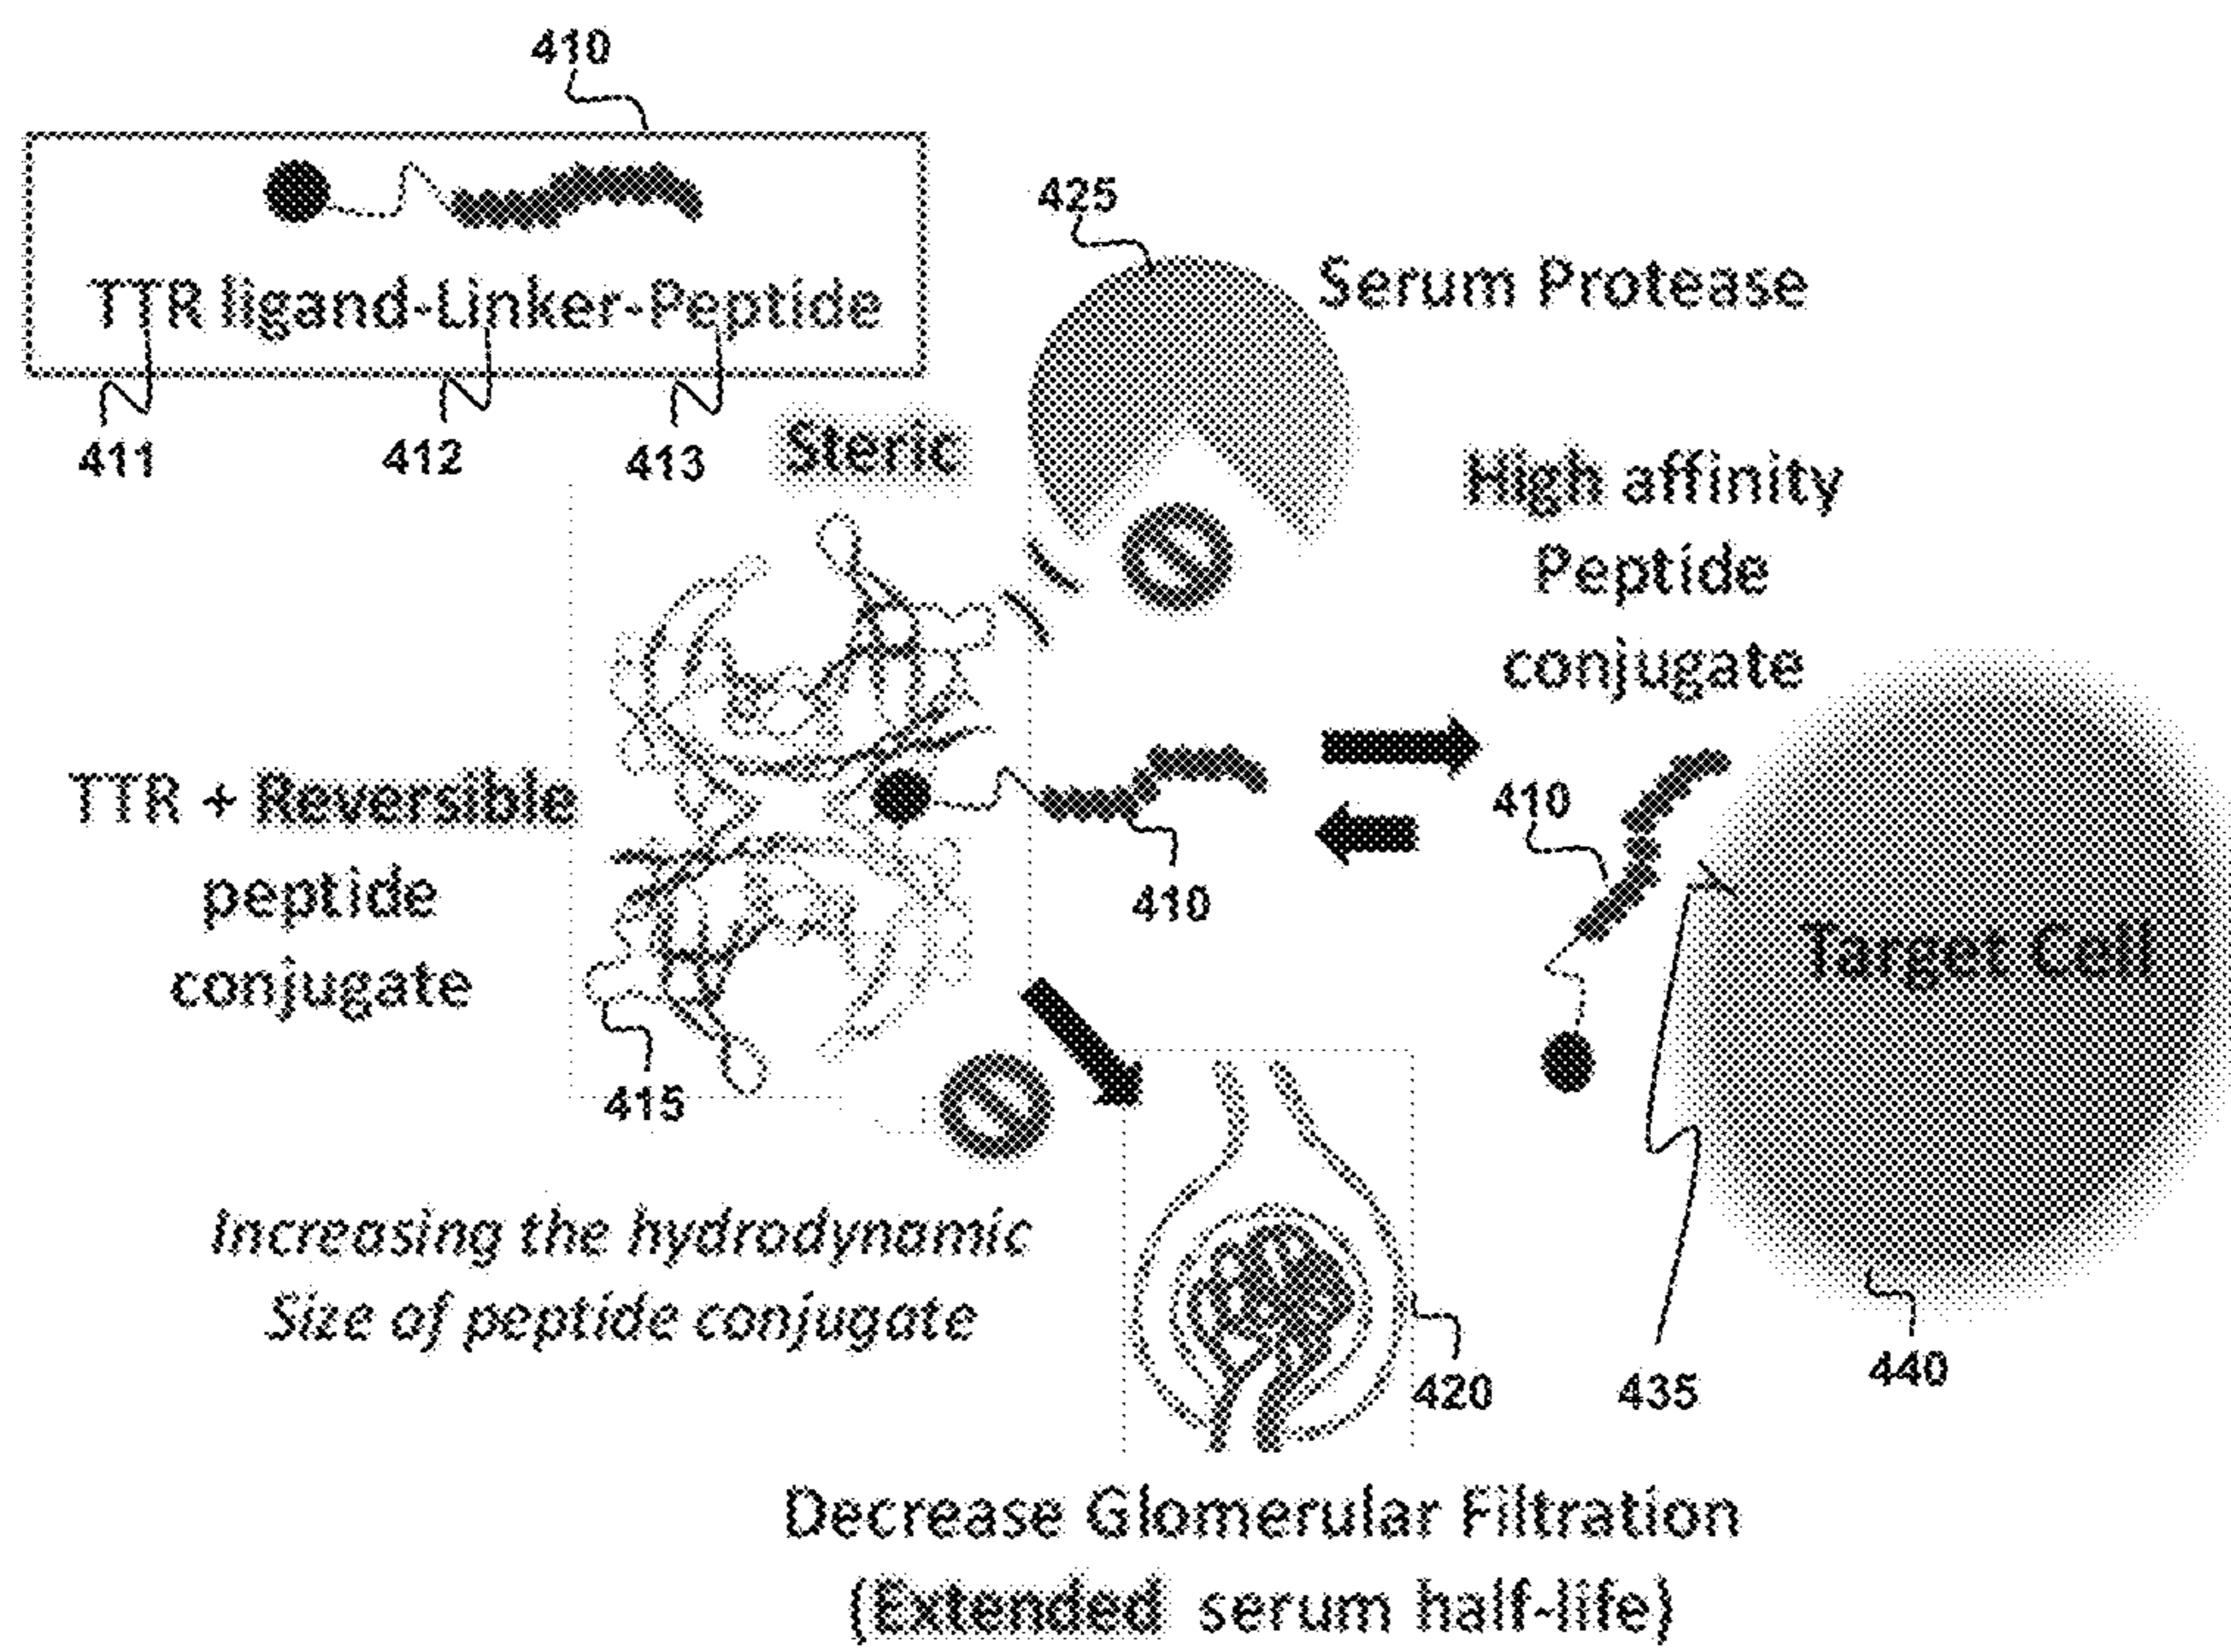 410
TTR ligand-Linker-Peptide
411
412
413
425
Serum Protease
Steric
High affinity
Peptide
conjugate
TTR + Reversible
peptide
conjugate
410
410
Target Cell
415
Increasing the hydrodynamic
Size of peptide conjugate
420
435
440
Decrease Glomerular Filtration
(Extended serum half-life)